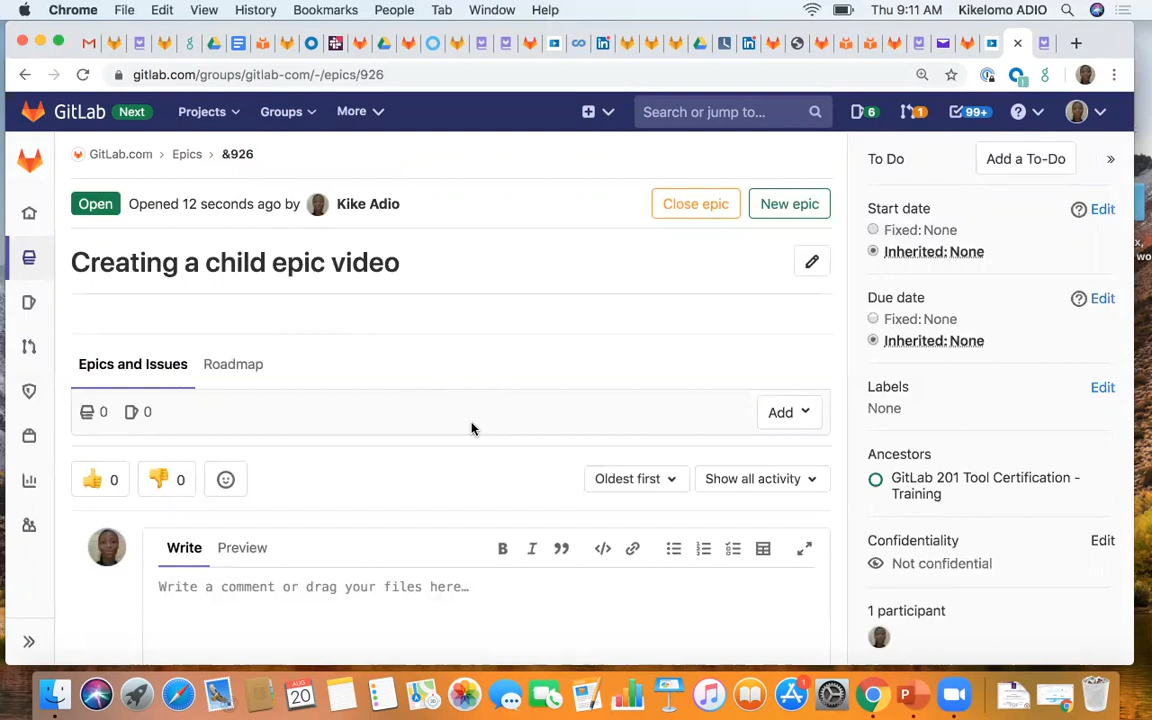 Chrome File Edit View History Bookmarks People Tab Window Help Thu 9:11 AM Kikelomo ADIO
gitlab.com/groups/gitlab-com/-/epics/926
GitLab Next Projects Groups More Search or jump to... 6 1 99+
GitLab.com > Epics > &926
To Do Add a To-Do »
Open Opened 12 seconds ago by Kike Adio Close epic New epic
Start date Edit
Fixed: None
Inherited: None
Creating a child epic video
Due date Edit
Fixed: None
Inherited: None
Epics and Issues Roadmap
Labels Edit
None
0 0 Add
Ancestors
GitLab 201 Tool Certification -
Training
0 0 Oldest first Show all activity
Confidentiality Edit
Not confidential
Write Preview
Write a comment or drag your files here…
1 participant
AUG
20
1